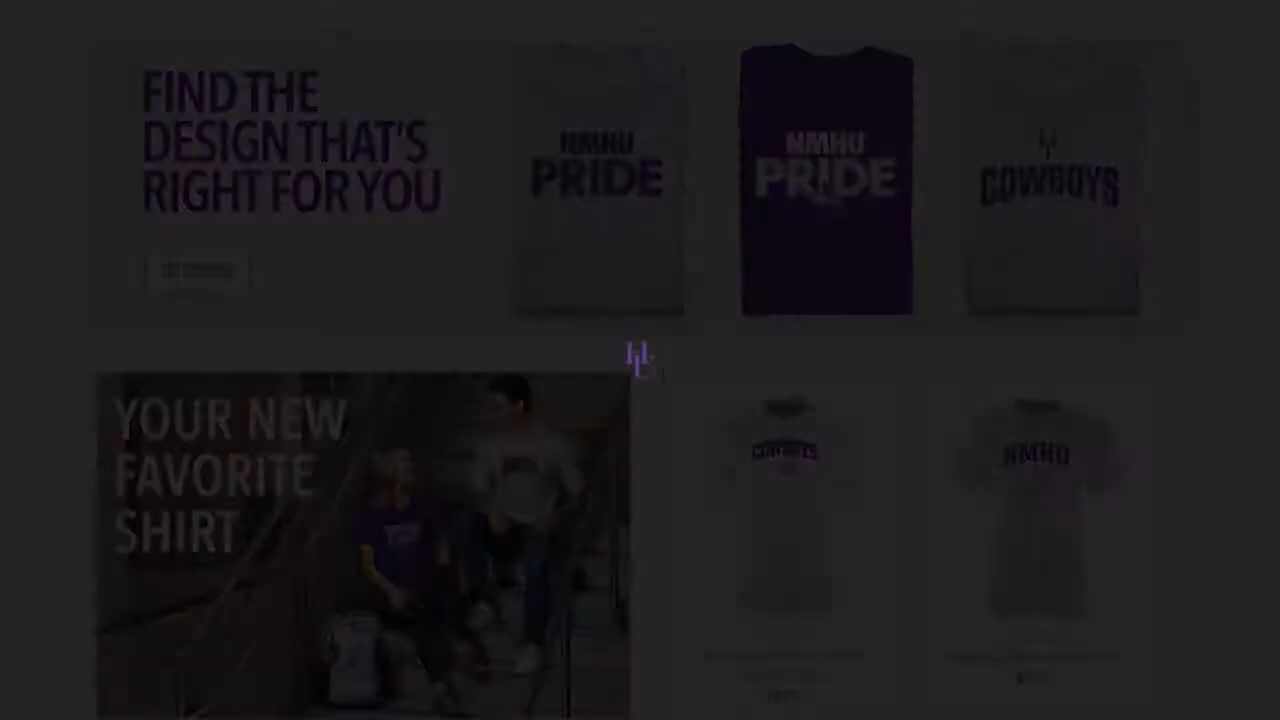 FIND THE
DESIGN THAT'S
RIGHT FOR YOU
NMHU
PRIDE
NMHU
PRIDE
COWBOYS
YOUR NEW
FAVORITE
SHIRT
COWBOYS
NMHU